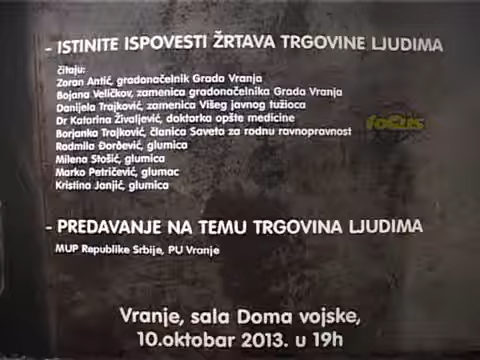 - ISTINITE ISPOVESTI ŽRTAVA TRGOVINE LJUDIMA
čitaju:
Zoran Antić, gradonačelnik Grada Vranja
Bojana Veličkov, zamenica gradonačelnika Grada Vranja
Danijela Trajković, zamenica Višeg javnog tužioca
Dr Katarina Živaljević, doktorka opšte medicine
Borjanka Trajković, članica Saveta za rodnu ravnopravnost
Radmila Đorđević, glumica
Milena Stošić, glumica
Marko Petričević, glumac
Kristina Janjić, glumica
focus
- PREDAVANJE NA TEMU TRGOVINA LJUDIMA
MUP Republike Srbije, PU Vranje
Vranje, sala Doma vojske,
10.oktobar 2013. u 19h